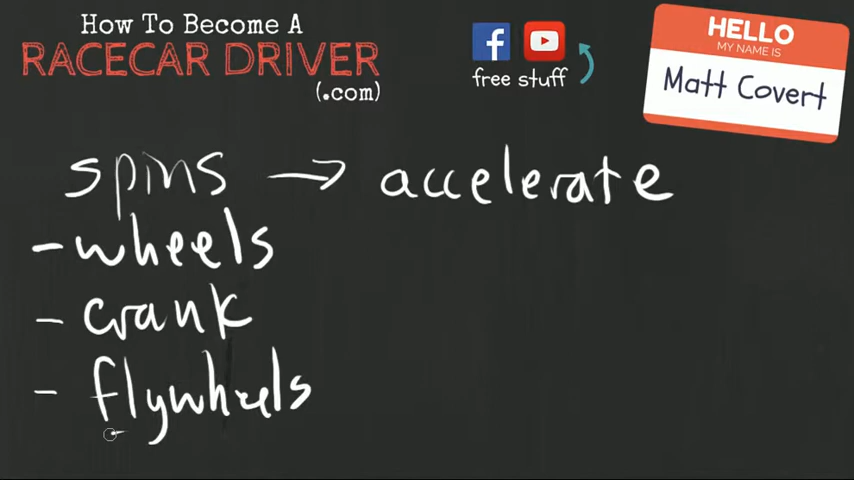 How To Become A
RACECAR DRIVER
(.com)
free stuff
HELLO
MY NAME IS
Matt Covert
spins → accelerate
- wheels
- crank
- flywheels